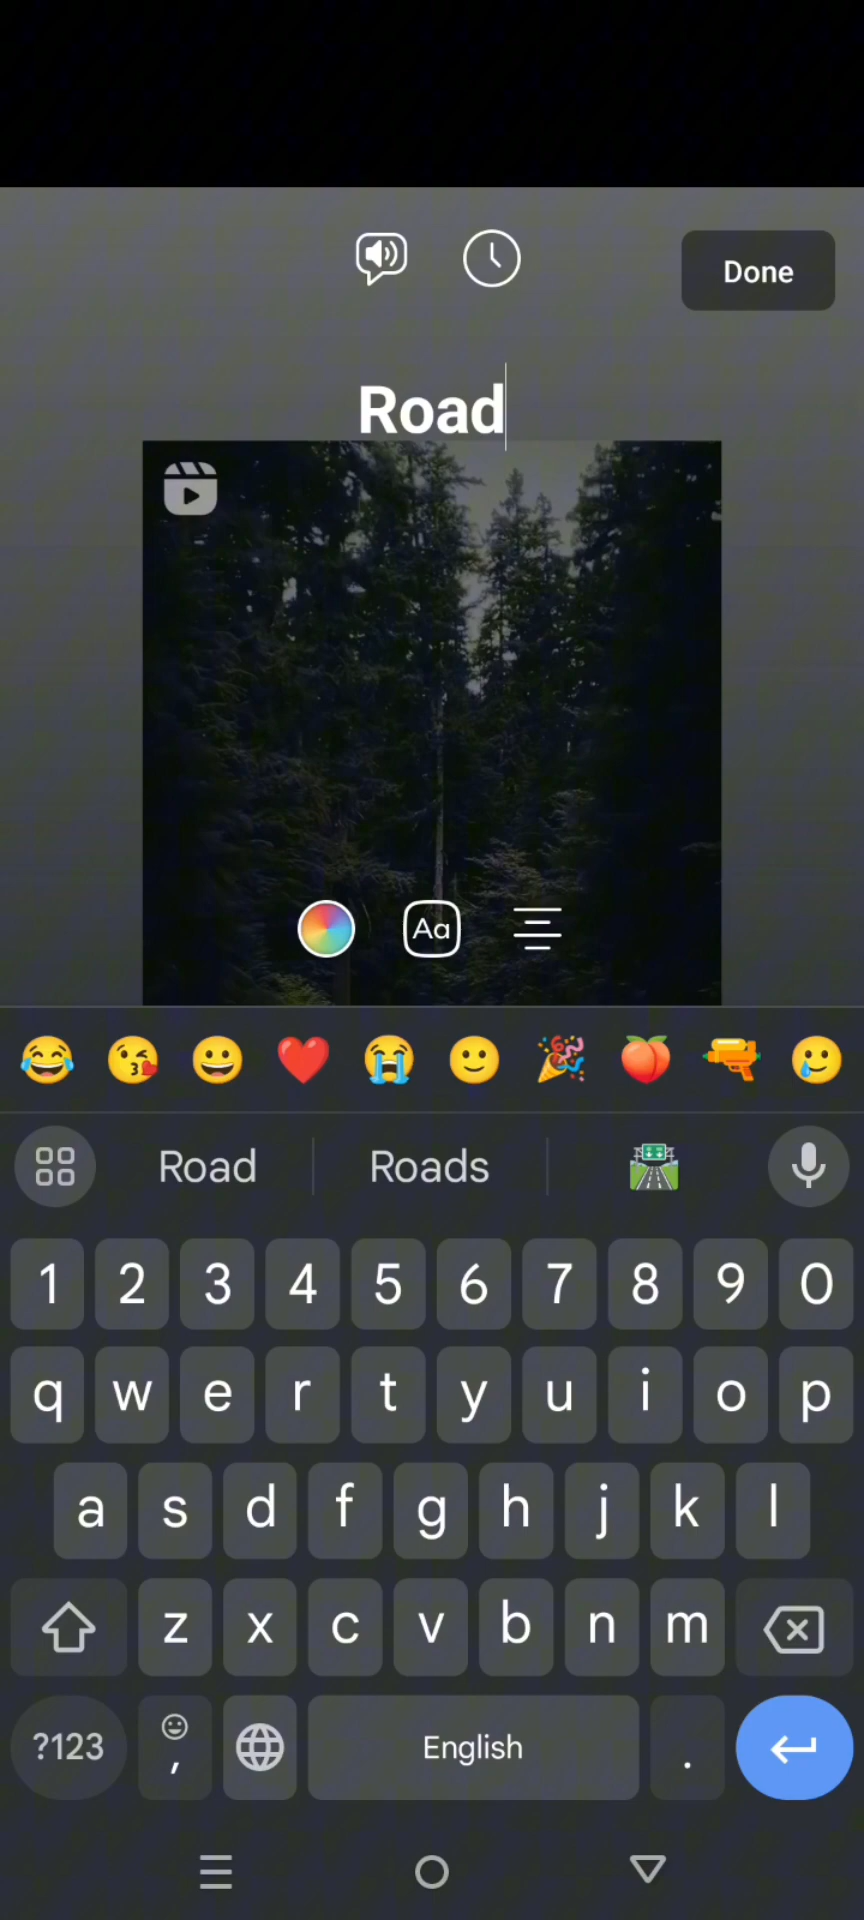 Done
Road
Aa
Road Roads
1 2 3 4 5 6 7 8 9 0
q w e r t y u i o p
a s d f g h j k l
z x c v b n m
?123 , English .